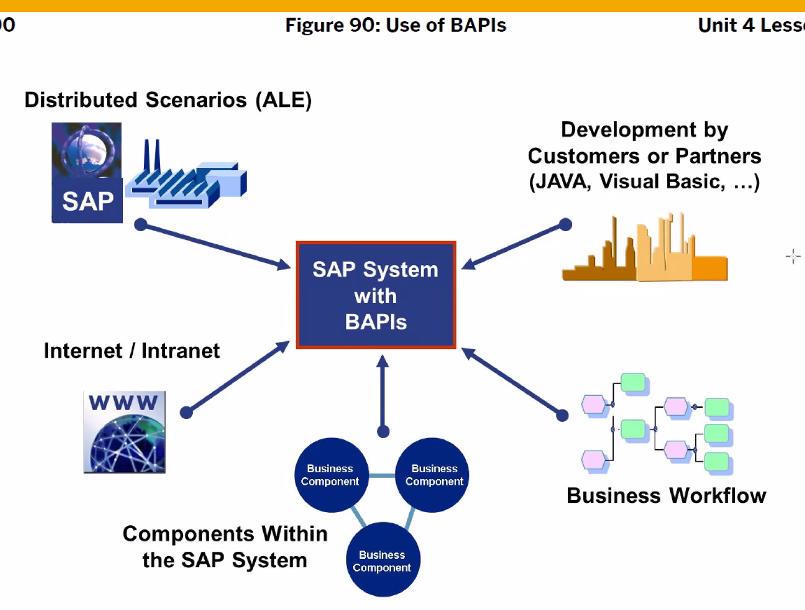 Figure 90: Use of BAPIs
Unit 4
Distributed Scenarios (ALE)
SAP
Development by
Customers or Partners
(JAVA, Visual Basic, …)
SAP System
with
BAPIs
Internet / Intranet
WWW
Business
Component
Business
Component
Business
Component
Components Within
the SAP System
Business Workflow